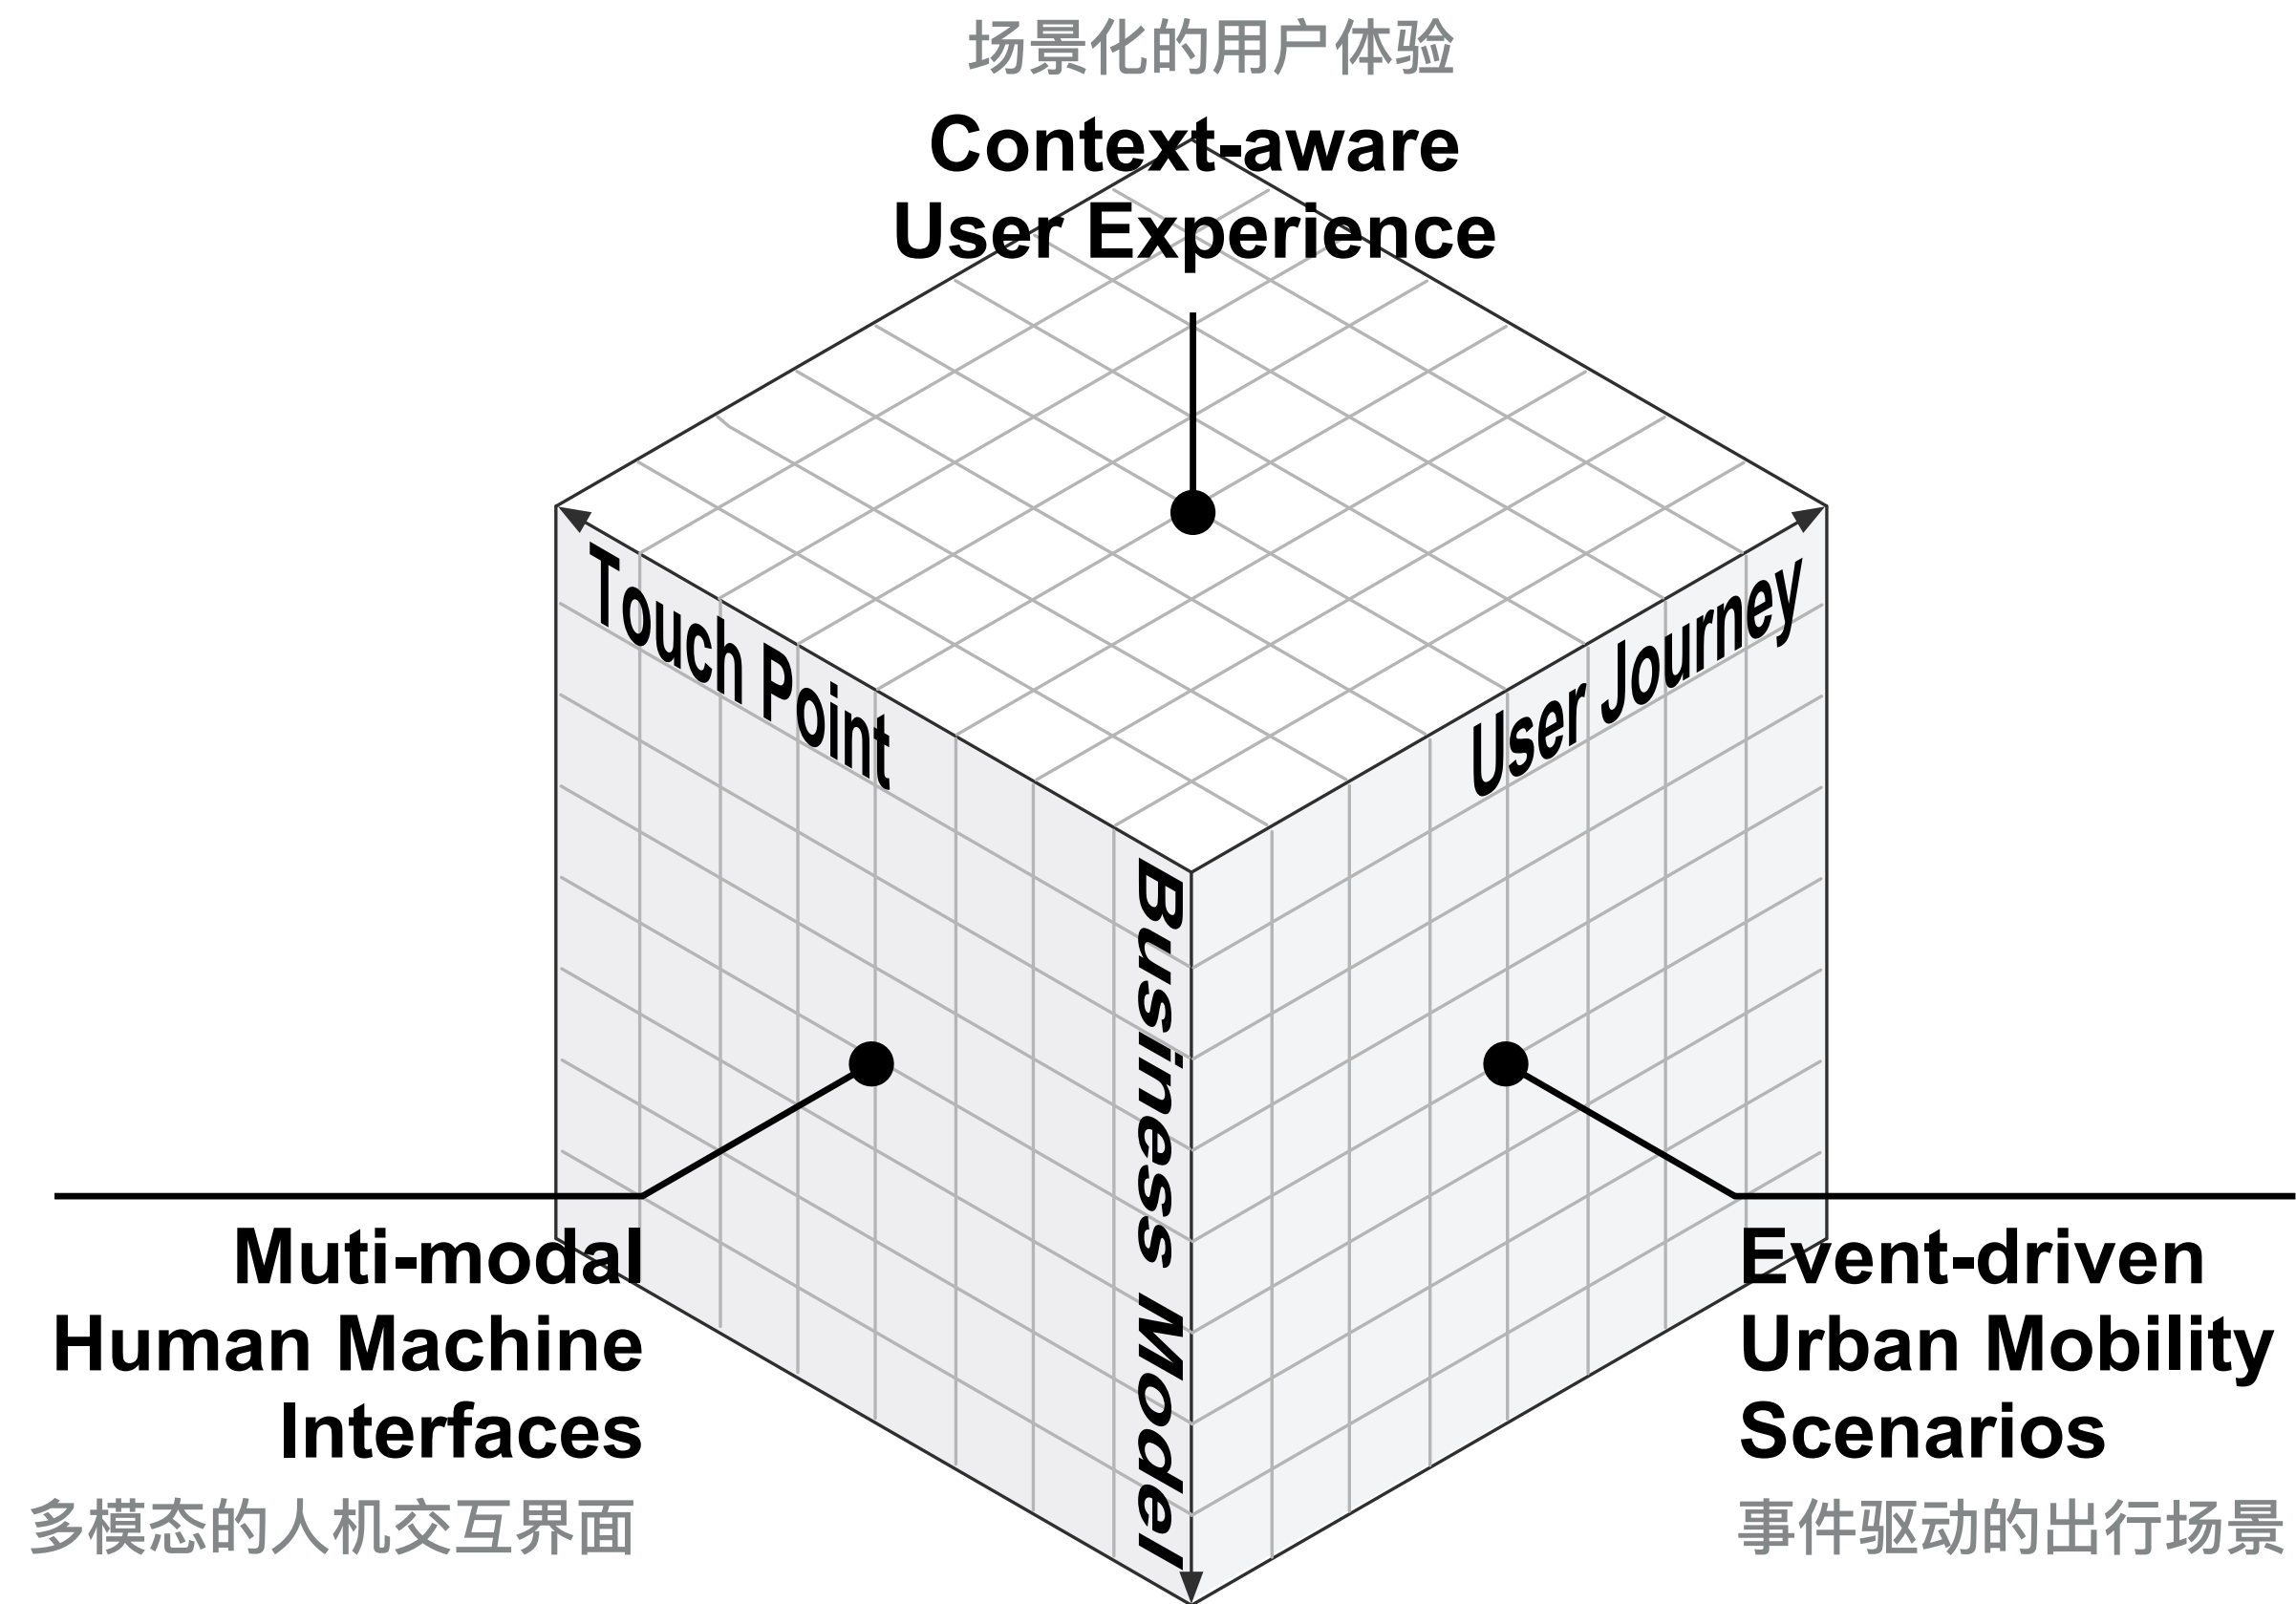 场景化的用户体验
Context-aware
User Experience
Touch Point
User Journey
Business Model
Muti-modal
Human Machine
Interfaces
多模态的人机交互界面
Event-driven
Urban Mobility
Scenarios
事件驱动的出行场景